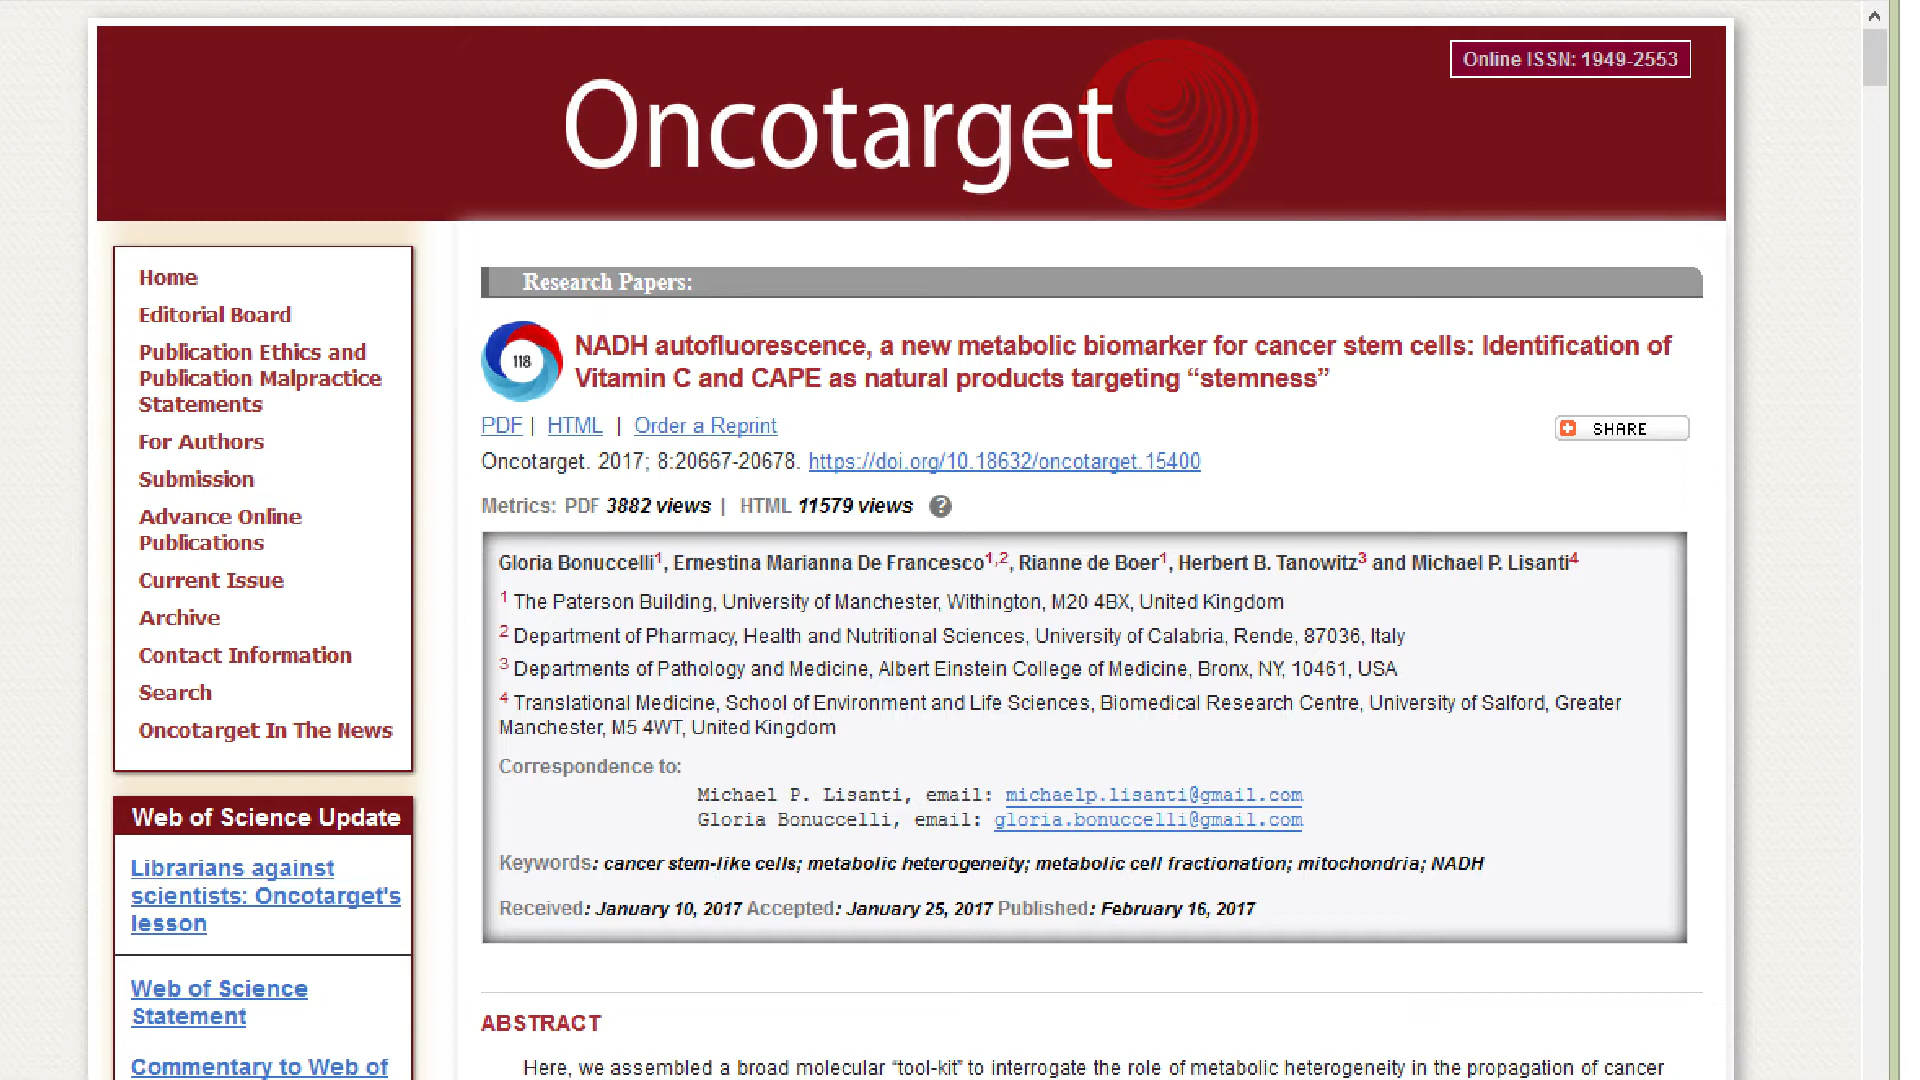 Online ISSN: 1949-2553
Oncotarget
Home
Editorial Board
Publication Ethics and
Publication Malpractice
Statements
For Authors
Submission
Advance Online
Publications
Current Issue
Archive
Contact Information
Search
Oncotarget In The News
Web of Science Update
Librarians against
scientists: Oncotarget's
lesson
Web of Science
Statement
Commentary to Web of
Research Papers:
118
NADH autofluorescence, a new metabolic biomarker for cancer stem cells: Identification of
Vitamin C and CAPE as natural products targeting “stemness”
PDF | HTML | Order a Reprint
SHARE
Oncotarget. 2017; 8:20667-20678. https://doi.org/10.18632/oncotarget.15400
Metrics: PDF 3882 views | HTML 11579 views ?
Gloria Bonuccelli1, Ernestina Marianna De Francesco1,2, Rianne de Boer1, Herbert B. Tanowitz3 and Michael P. Lisanti4
1 The Paterson Building, University of Manchester, Withington, M20 4BX, United Kingdom
2 Department of Pharmacy, Health and Nutritional Sciences, University of Calabria, Rende, 87036, Italy
3 Departments of Pathology and Medicine, Albert Einstein College of Medicine, Bronx, NY, 10461, USA
4 Translational Medicine, School of Environment and Life Sciences, Biomedical Research Centre, University of Salford, Greater
Manchester, M5 4WT, United Kingdom
Correspondence to:
Michael P. Lisanti, email: michaelp.lisanti@gmail.com
Gloria Bonuccelli, email: gloria.bonuccelli@gmail.com
Keywords: cancer stem-like cells; metabolic heterogeneity; metabolic cell fractionation; mitochondria; NADH
Received: January 10, 2017 Accepted: January 25, 2017 Published: February 16, 2017
ABSTRACT
Here, we assembled a broad molecular “tool-kit” to interrogate the role of metabolic heterogeneity in the propagation of cancer